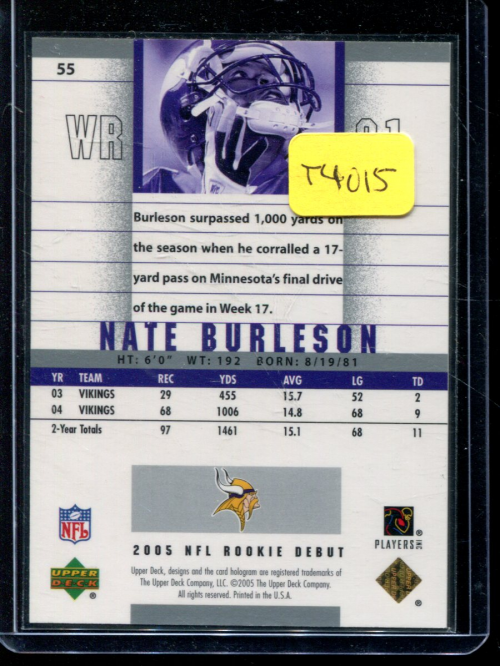 55
WR
81
T4015
Burleson surpassed 1,000 yards on
the season when he corralled a 17-
yard pass on Minnesota's final drive
of the game in Week 17.
NATE BURLESON
HT: 6'0" WT: 192 BORN: 8/19/81
YR TEAM REC YDS AVG LG TD
03 VIKINGS 29 455 15.7 52 2
04 VIKINGS 68 1006 14.8 68 9
2-Year Totals 97 1461 15.1 68 11
NFL
PLAYERS INC ®
2005 NFL ROOKIE DEBUT
UPPER DECK ®
Upper Deck, designs and the card hologram are registered trademarks of
The Upper Deck Company, LLC. ©2005 The Upper Deck Company.
All rights reserved. Printed in the U.S.A.
®